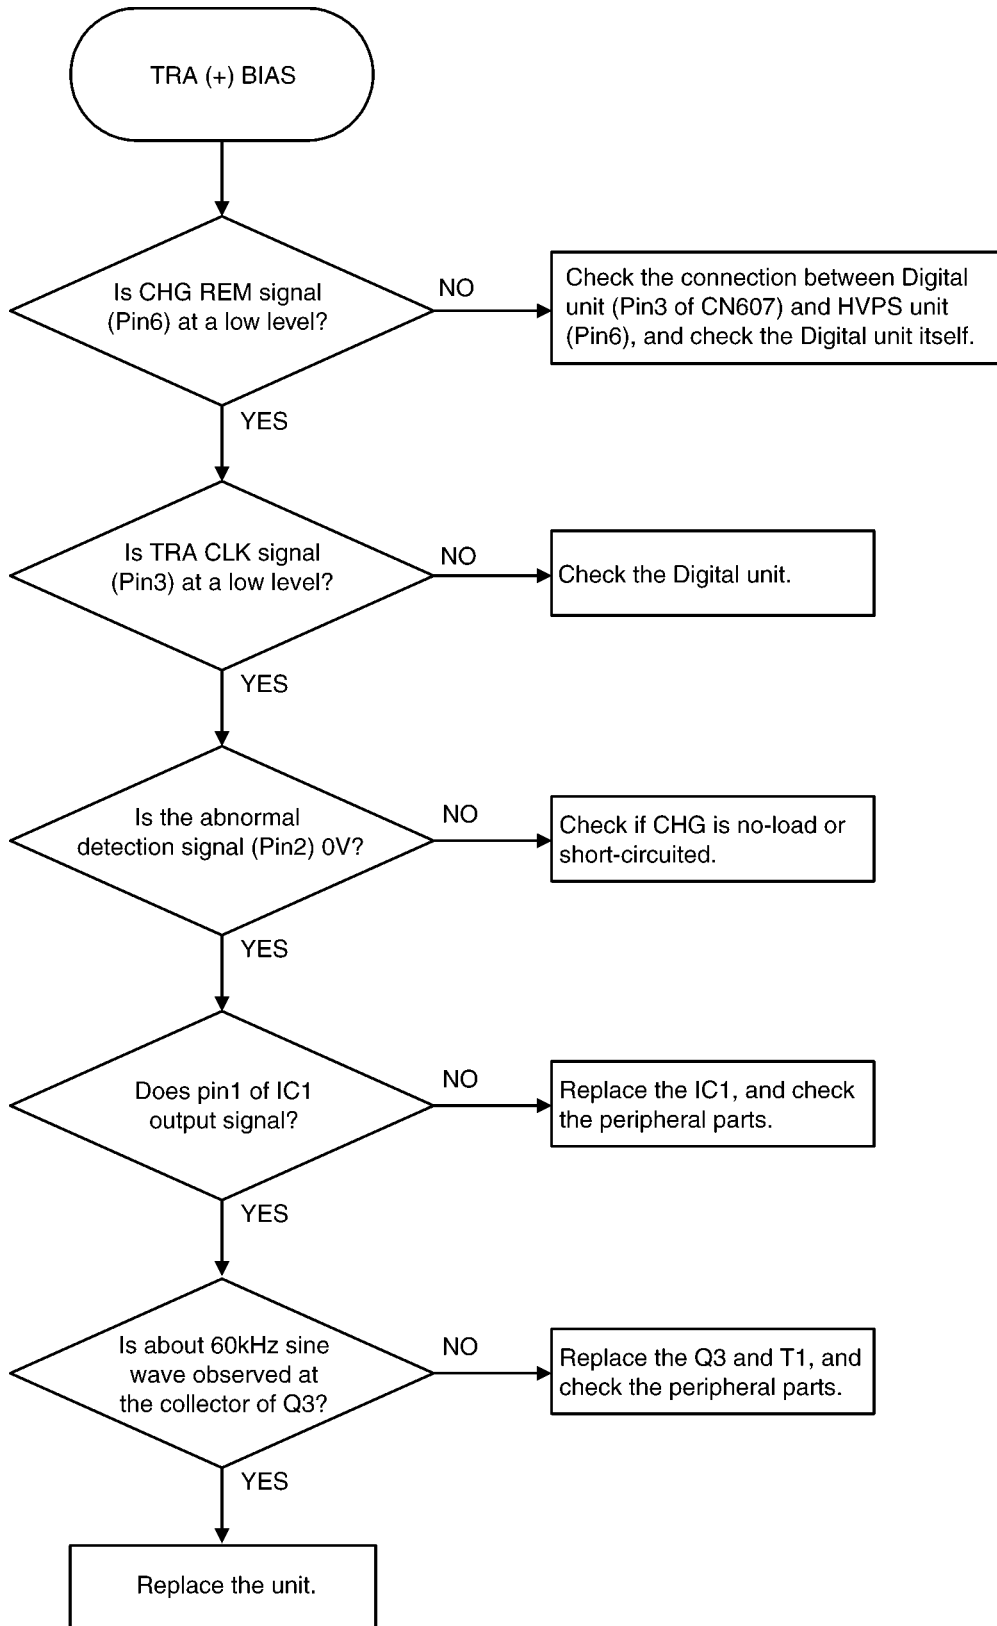 TRA (+) BIAS
Is CHG REM signal
(Pin6) at a low level?
NO
Check the connection between Digital
unit (Pin3 of CN607) and HVPS unit
(Pin6), and check the Digital unit itself.
YES
Is TRA CLK signal
(Pin3) at a low level?
NO
Check the Digital unit.
YES
Is the abnormal
detection signal (Pin2) 0V?
NO
Check if CHG is no-load or
short-circuited.
YES
Does pin1 of IC1
output signal?
NO
Replace the IC1, and check
the peripheral parts.
YES
Is about 60kHz sine
wave observed at
the collector of Q3?
NO
Replace the Q3 and T1, and
check the peripheral parts.
YES
Replace the unit.